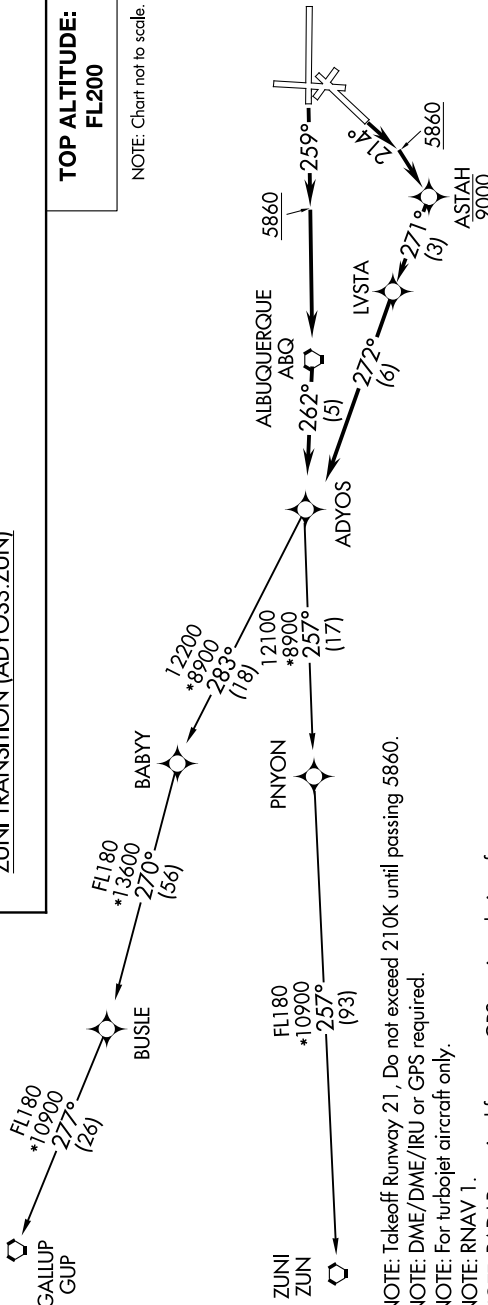 ZUNI TRANSITION (ADYOS5.ZUN)
TOP ALTITUDE:
FL200
NOTE: Chart not to scale.
259°
5860
214°
5860
ASTAH
9000
271°
(3)
LVSTA
272°
(6)
ALBUQUERQUE
ABQ
262°
(5)
ADYOS
12200
*8900
283°
(18)
12100
*8900
257°
(17)
BABYY
PNYON
FL180
*13600
270°
(56)
BUSLE
FL180
*10900
257°
(93)
FL180
*10900
277°
(26)
GALLUP
GUP
ZUNI
ZUN
NOTE: Takeoff Runway 21, Do not exceed 210K until passing 5860.
NOTE: DME/DME/IRU or GPS required.
NOTE: For turbojet aircraft only.
NOTE: RNAV 1.